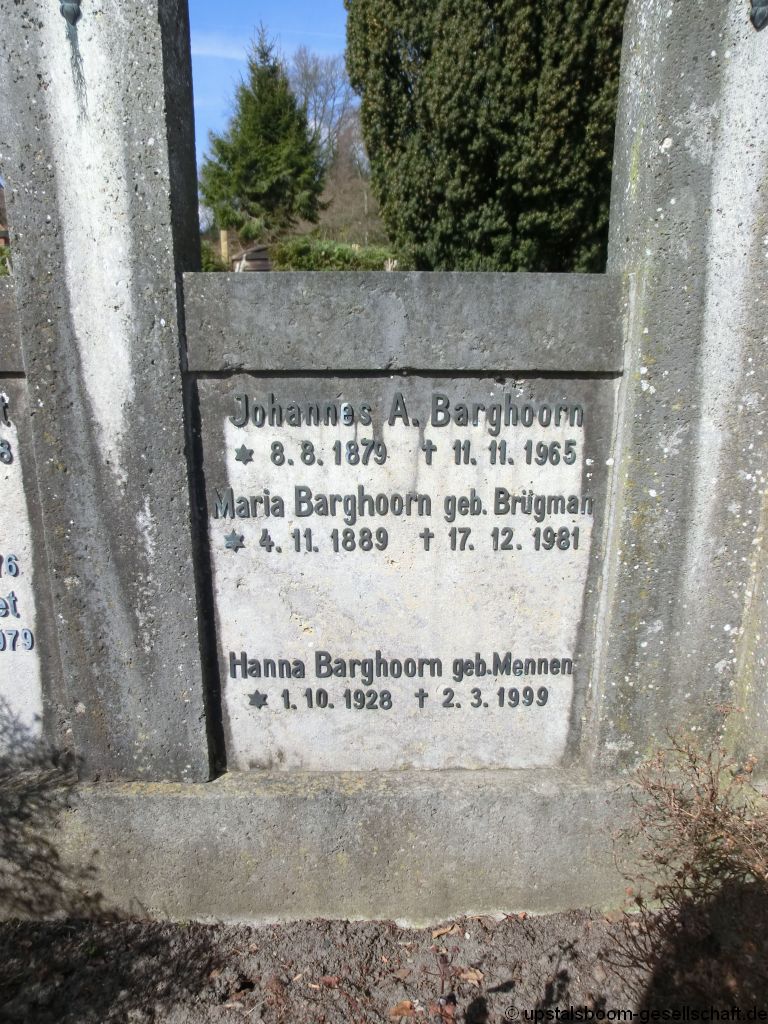 Johannes A. Barghoorn
* 8. 8. 1879 † 11. 11. 1965
Maria Barghoorn geb. Brügman
* 4. 11. 1889 † 17. 12. 1981
Hanna Barghoorn geb. Mennen
* 1. 10. 1928 † 2. 3. 1999
© upstalsboom-gesellschaft.de